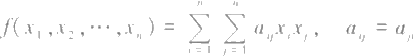 f(x₁, x₂, ⋯, xₙ) = ∑ᵢ₌₁ⁿ ∑ⱼ₌₁ⁿ aᵢⱼxᵢxⱼ, aᵢⱼ = aⱼᵢ